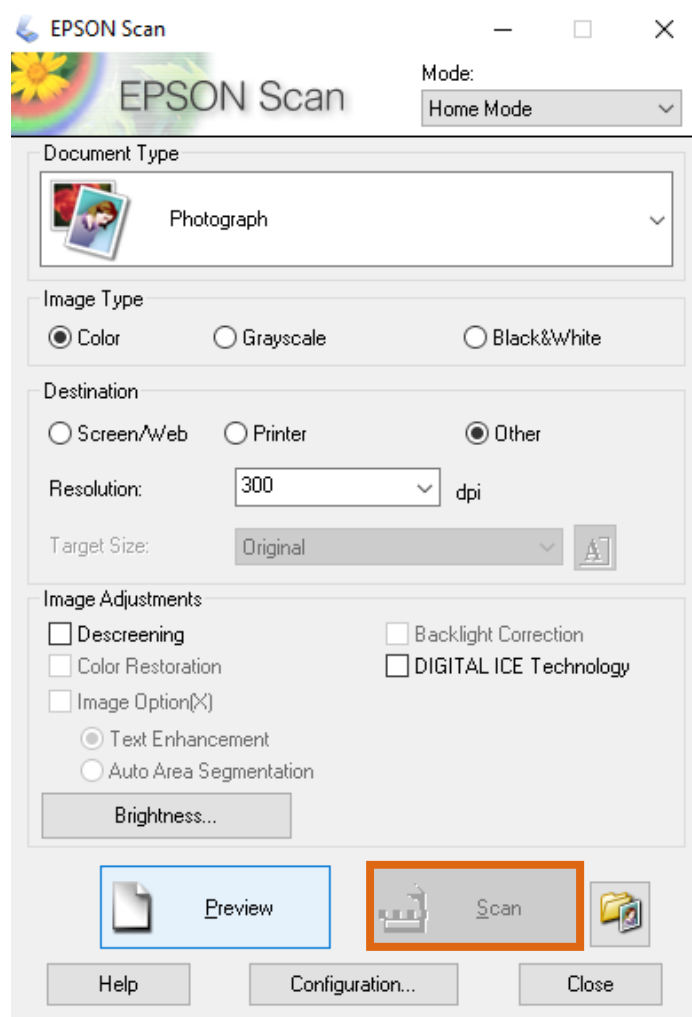 EPSON Scan
EPSON Scan
Mode:
Home Mode
Document Type
Photograph
Image Type
Color Grayscale Black&White
Destination
Screen/Web Printer Other
Resolution: 300 dpi
Target Size: Original A
Image Adjustments
Descreening Backlight Correction
Color Restoration DIGITAL ICE Technology
Image Option(X)
Text Enhancement
Auto Area Segmentation
Brightness...
Preview Scan
Help Configuration... Close